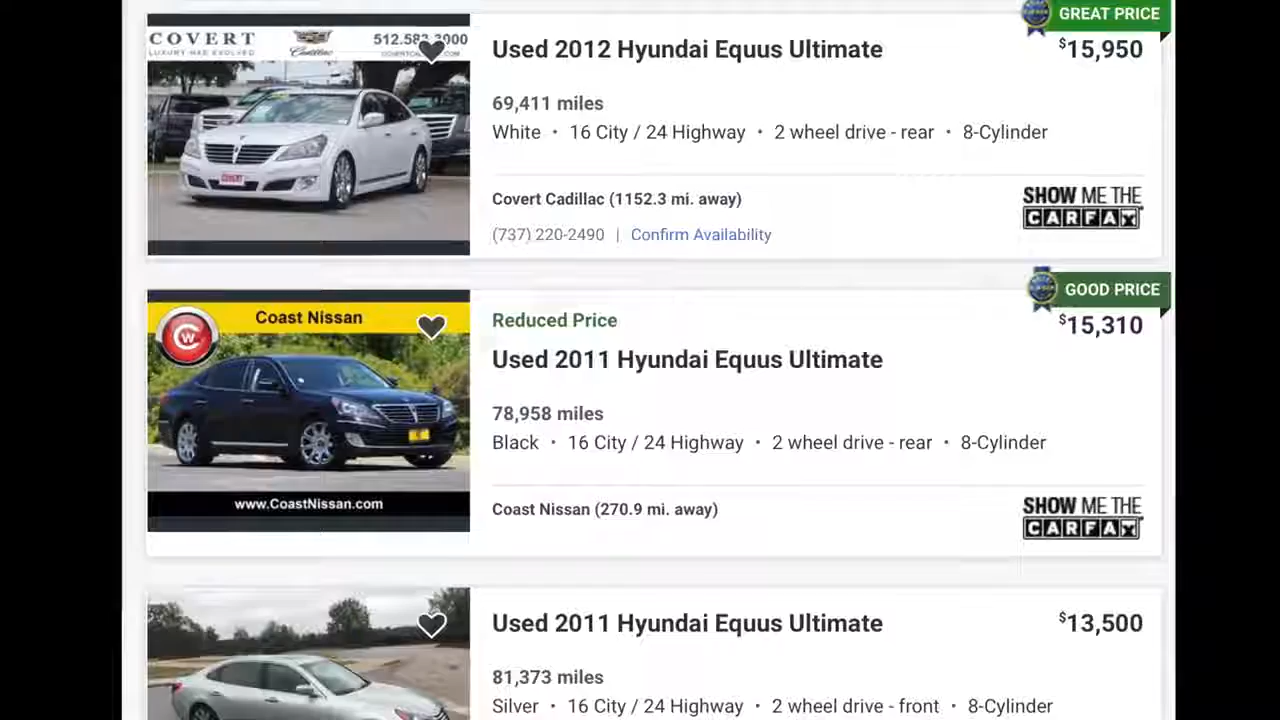 GREAT PRICE
COVERT
LUXURY HAS EVOLVED
Cadillac
Used 2012 Hyundai Equus Ultimate
$15,950
69,411 miles
White • 16 City / 24 Highway • 2 wheel drive - rear • 8-Cylinder
COVERT
Covert Cadillac (1152.3 mi. away)
SHOW ME THE
CARFAX
(737) 220-2490 | Confirm Availability
GOOD PRICE
Coast Nissan
CW
Reduced Price
$15,310
Used 2011 Hyundai Equus Ultimate
78,958 miles
Black • 16 City / 24 Highway • 2 wheel drive - rear • 8-Cylinder
www.CoastNissan.com
Coast Nissan (270.9 mi. away)
SHOW ME THE
CARFAX
Used 2011 Hyundai Equus Ultimate
$13,500
81,373 miles
Silver • 16 City / 24 Highway • 2 wheel drive - front • 8-Cylinder